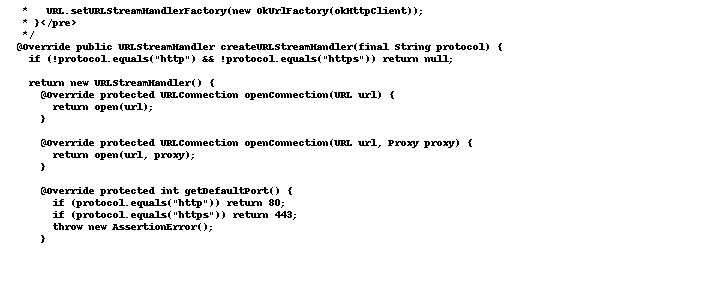 *   URL.setURLStreamHandlerFactory(new OkUrlFactory(okHttpClient));
* }</pre>
*/
@Override public URLStreamHandler createURLStreamHandler(final String protocol) {
if (!protocol.equals("http") && !protocol.equals("https")) return null;
return new URLStreamHandler() {
@Override protected URLConnection openConnection(URL url) {
return open(url);
}
@Override protected URLConnection openConnection(URL url, Proxy proxy) {
return open(url, proxy);
}
@Override protected int getDefaultPort() {
if (protocol.equals("http")) return 80;
if (protocol.equals("https")) return 443;
throw new AssertionError();
}